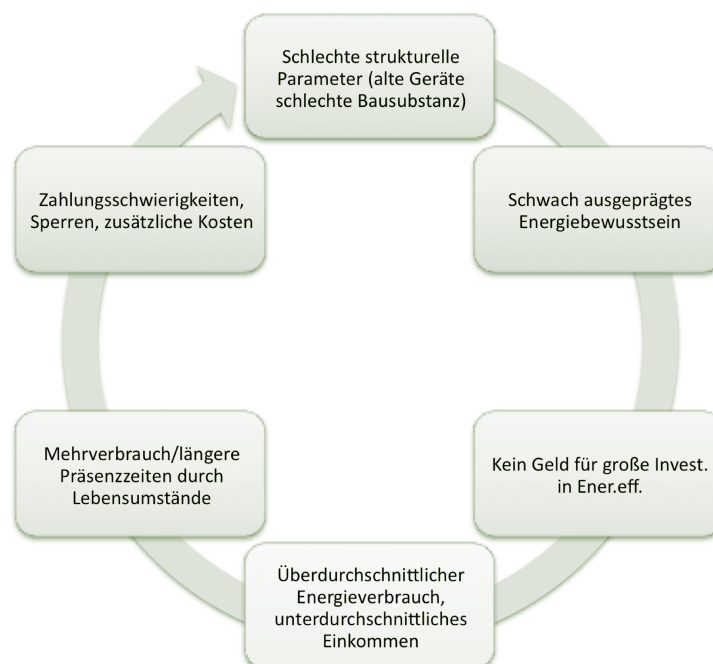 Schlechte strukturelle
Parameter (alte Geräte
schlechte Bausubstanz)
Schwach ausgeprägtes
Energiebewusstsein
Kein Geld für große Invest.
in Ener.eff.
Überdurchschnittlicher
Energieverbrauch,
unterdurchschnittliches
Einkommen
Mehrverbrauch/längere
Präsenzzeiten durch
Lebensumstände
Zahlungsschwierigkeiten,
Sperren, zusätzliche Kosten